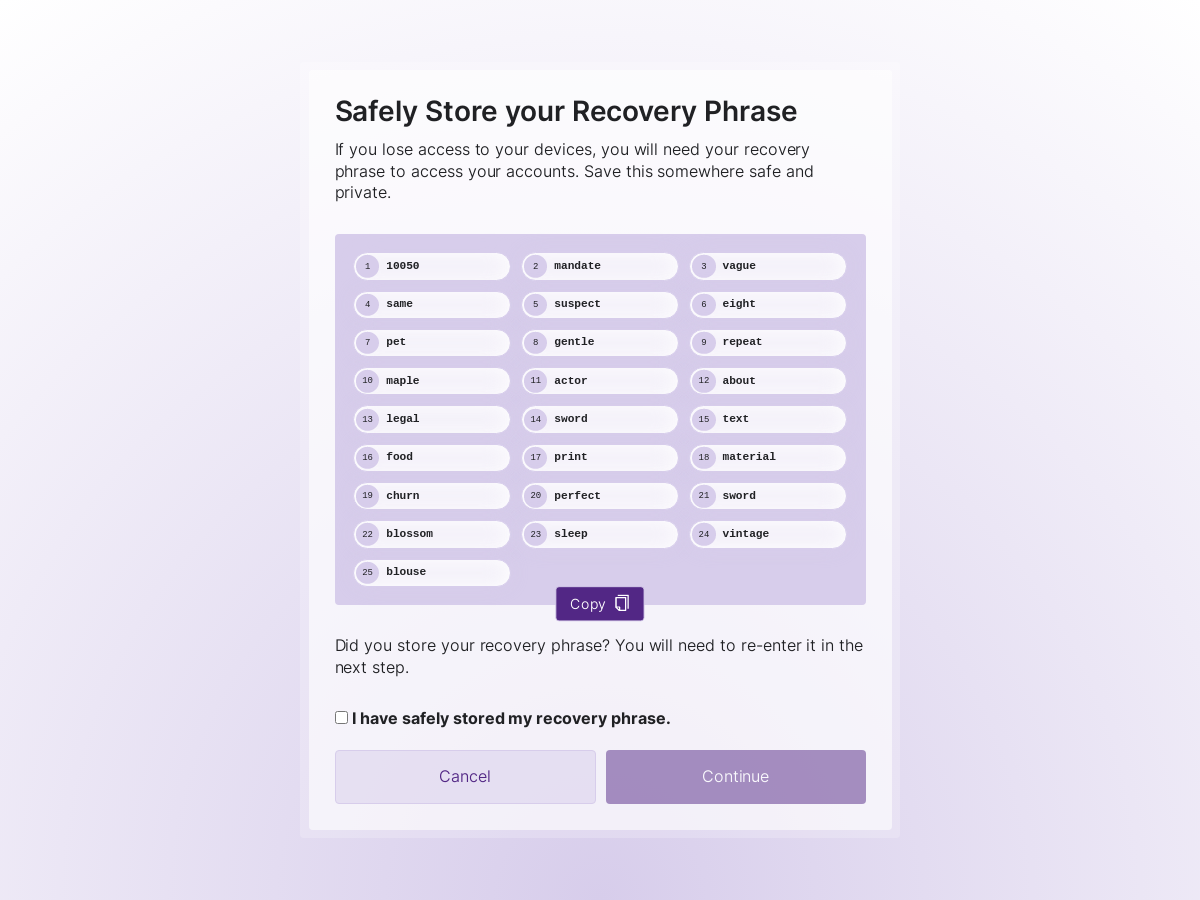 Safely Store your Recovery Phrase
If you lose access to your devices, you will need your recovery
phrase to access your accounts. Save this somewhere safe and
private.
1 10050 2 mandate 3 vague
4 same 5 suspect 6 eight
7 pet 8 gentle 9 repeat
10 maple 11 actor 12 about
13 legal 14 sword 15 text
16 food 17 print 18 material
19 churn 20 perfect 21 sword
22 blossom 23 sleep 24 vintage
25 blouse
Copy
Did you store your recovery phrase? You will need to re-enter it in the
next step.
I have safely stored my recovery phrase.
Cancel Continue